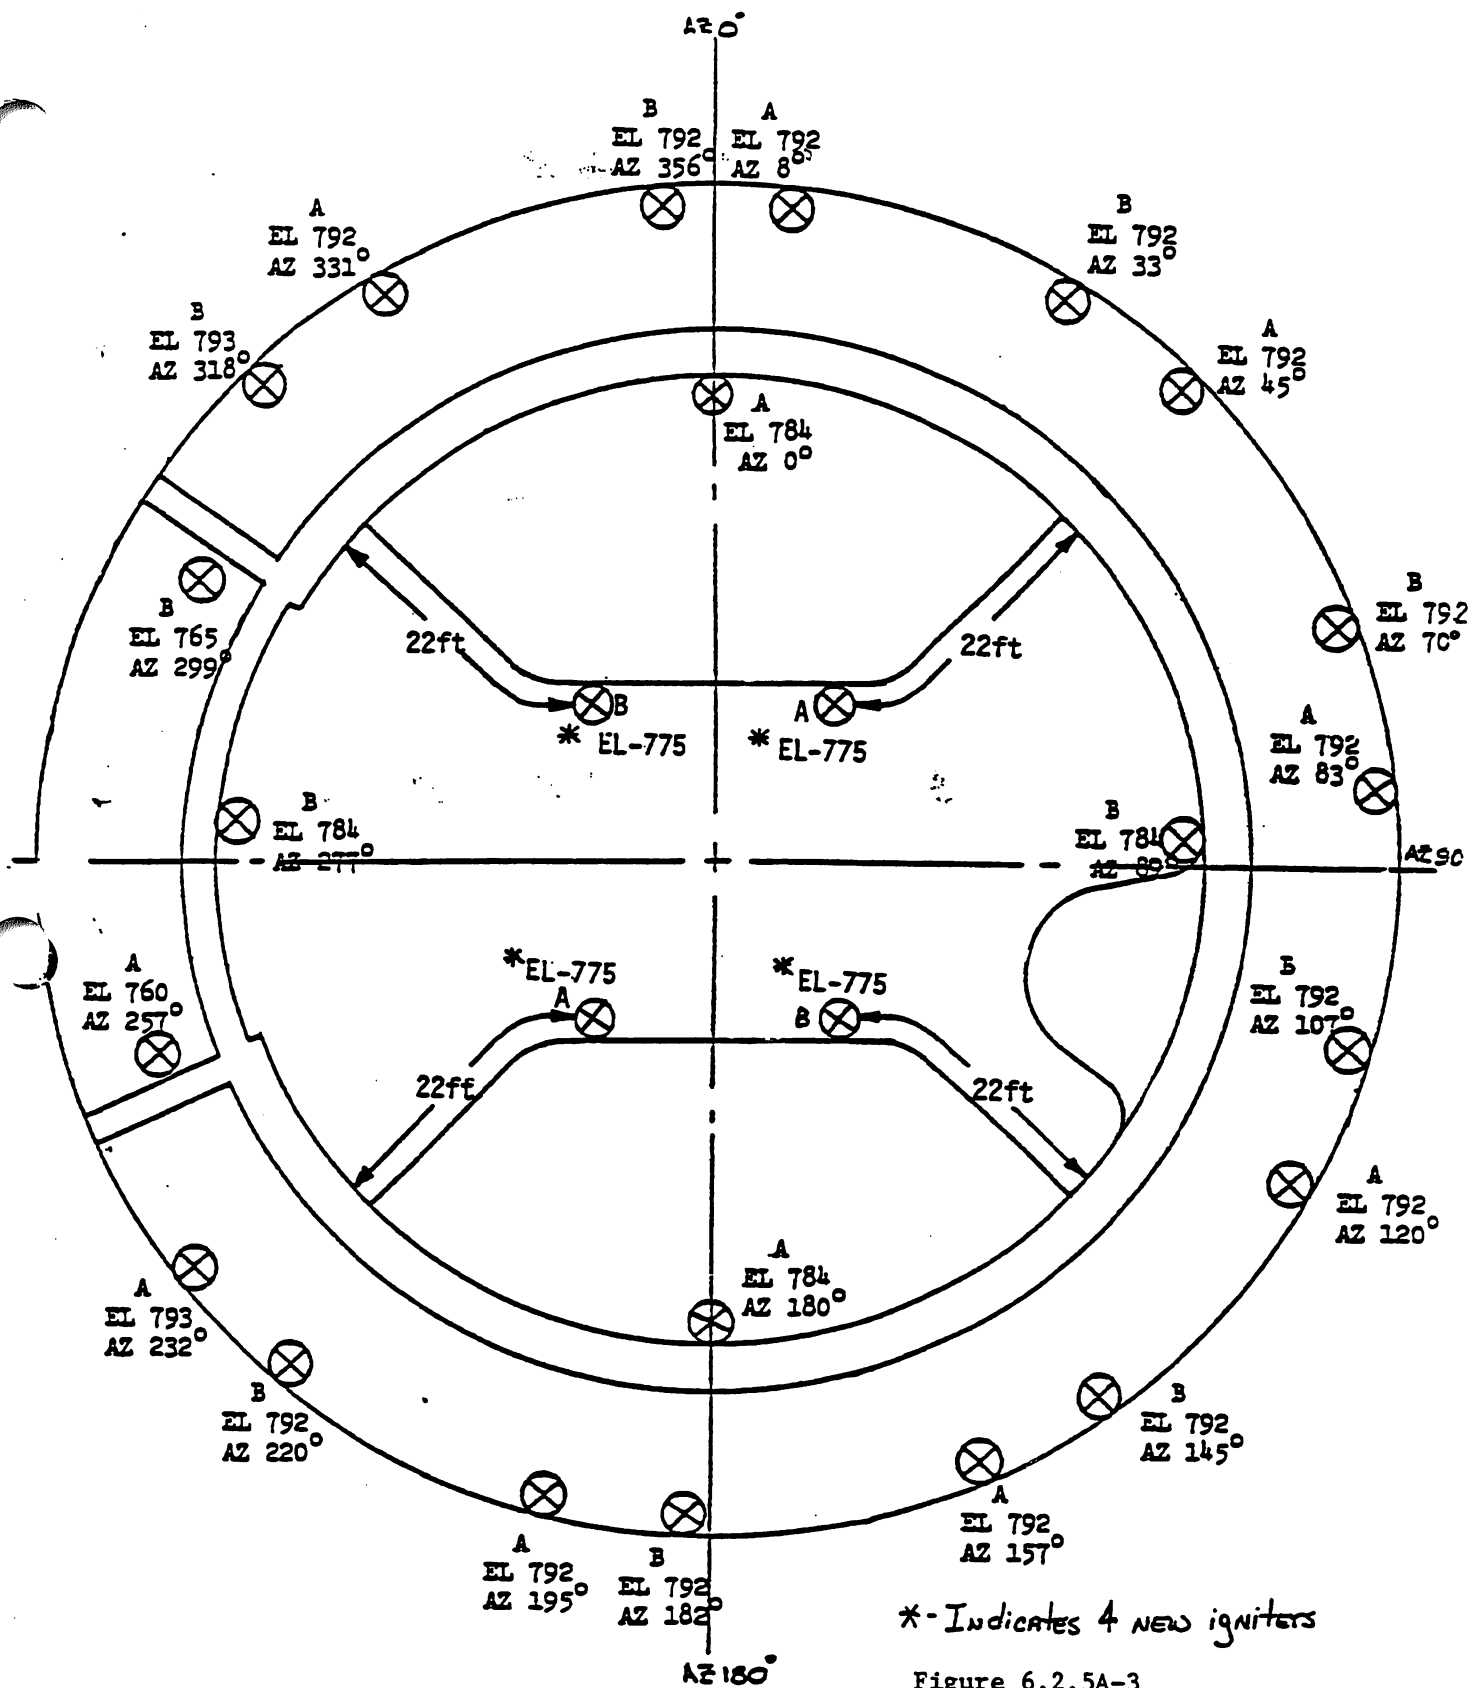 AZ 0°
B
EL 792
AZ 356°
A
EL 792
AZ 8°
A
EL 792
AZ 331°
B
EL 792
AZ 33°
B
EL 793
AZ 318°
A
EL 792
AZ 45°
A
EL 784
AZ 0°
B
EL 765
AZ 299°
22ft
22ft
B
EL 792
AZ 70°
B
* EL-775
A
* EL-775
A
EL 792
AZ 83°
B
EL 784
AZ 277°
B
EL 784
AZ 89°
AZ 90
*EL-775
A
*EL-775
B
A
EL 760
AZ 257°
B
EL 792
AZ 107°
22ft
22ft
A
EL 792
AZ 120°
A
EL 784
AZ 180°
A
EL 793
AZ 232°
B
EL 792
AZ 220°
B
EL 792
AZ 145°
A
EL 792
AZ 157°
A
EL 792
AZ 195°
B
EL 792
AZ 182°
*-Indicates 4 NEW igniters
AZ 180°
Figure 6.2.5A-3